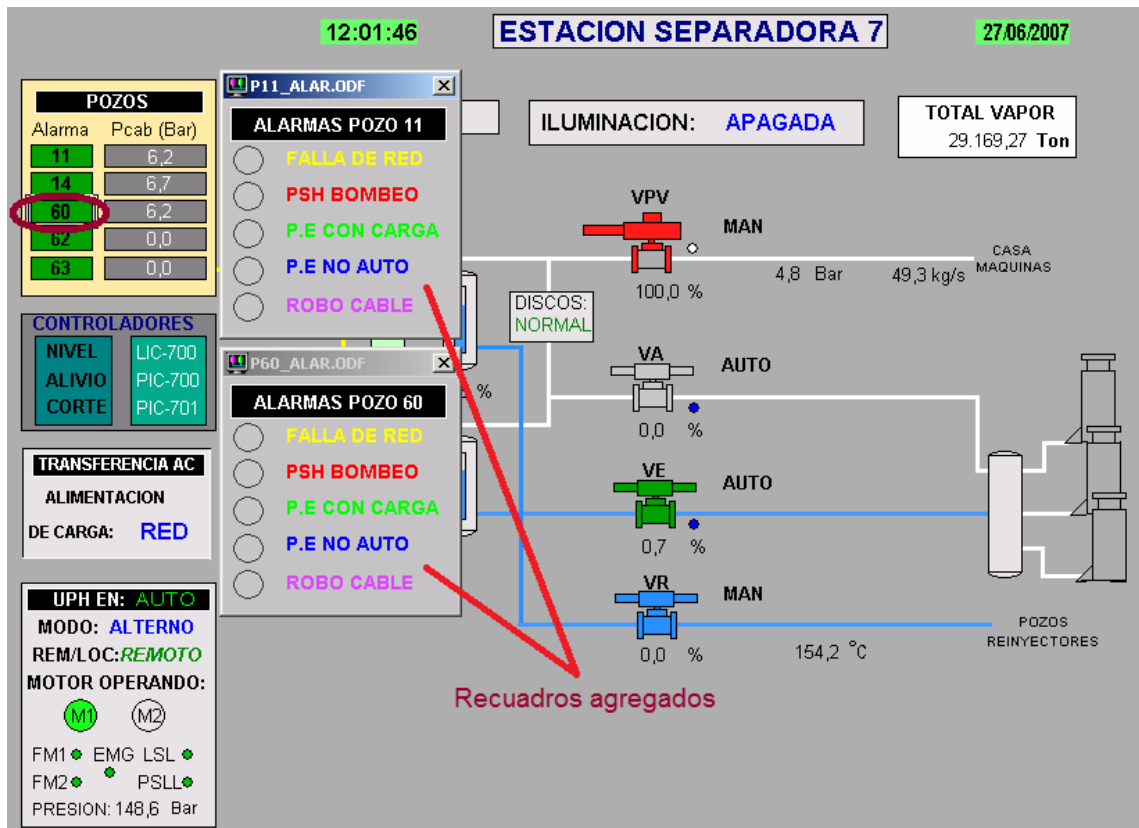 12:01:46
ESTACION SEPARADORA 7
27/06/2007
POZOS
Alarma Pcab (Bar)
11 6,2
14 6,7
60 6,2
62 0,0
63 0,0
P11_ALAR.ODF
ALARMAS POZO 11
FALLA DE RED
PSH BOMBEO
P.E CON CARGA
P.E NO AUTO
ROBO CABLE
ILUMINACION: APAGADA
TOTAL VAPOR
29.169,27 Ton
VPV
MAN
100,0 %
4,8 Bar 49,3 kg/s
CASA
MAQUINAS
DISCOS:
NORMAL
CONTROLADORES
NIVEL LIC-700
ALIVIO PIC-700
CORTE PIC-701
P60_ALAR.ODF
ALARMAS POZO 60
FALLA DE RED
PSH BOMBEO
P.E CON CARGA
P.E NO AUTO
ROBO CABLE
%
VA
AUTO
0,0 %
VE
AUTO
0,7 %
VR
MAN
0,0 %
154,2 °C
POZOS
REINYECTORES
TRANSFERENCIA AC
ALIMENTACION
DE CARGA: RED
UPH EN: AUTO
MODO: ALTERNO
REM/LOC:REMOTO
MOTOR OPERANDO:
M1 M2
FM1 EMG LSL
FM2 PSLL
PRESION: 148,6 Bar
Recuadros agregados